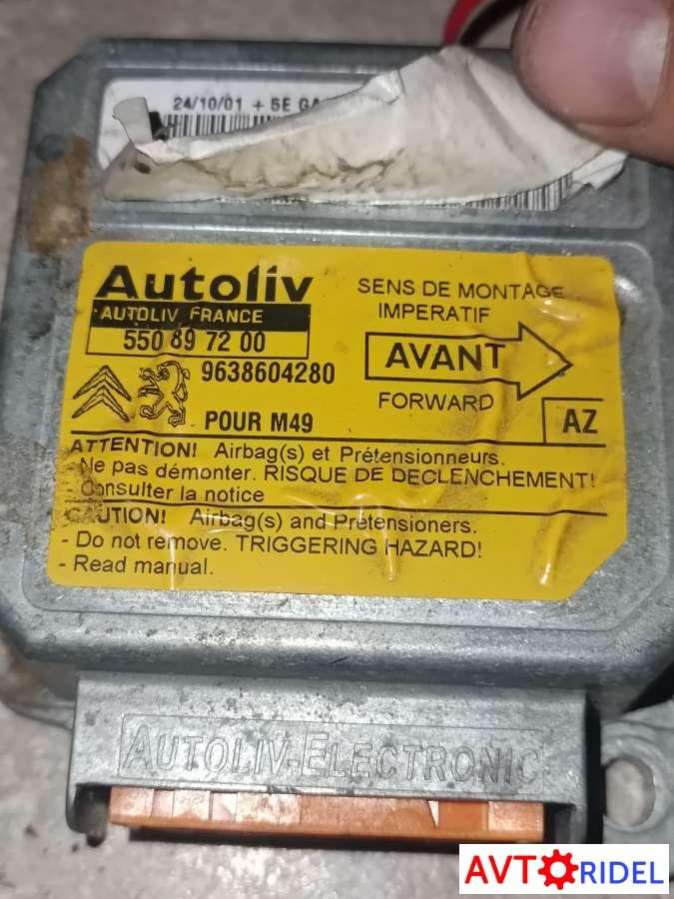 24/10/01 + 5E
Autoliv
AUTOLIV FRANCE
550 89 72 00
9638604280
POUR M49
SENS DE MONTAGE
IMPERATIF
AVANT
FORWARD
AZ
ATTENTION! Airbag(s) et Prétensionneurs.
- Ne pas démonter. RISQUE DE DECLENCHEMENT!
- Consulter la notice
CAUTION! Airbag(s) and Prétensioners.
- Do not remove. TRIGGERING HAZARD!
- Read manual.
AUTOLIV-ELECTRONIC
AVTORIDEL